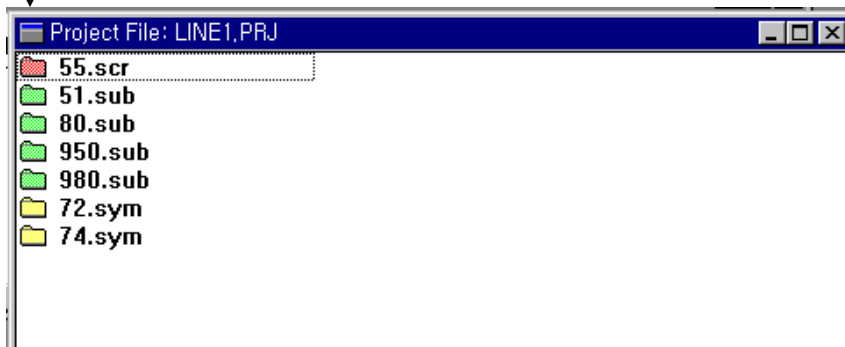 Project File: LINE1,PRJ
55.scr
51.sub
80.sub
950.sub
980.sub
72.sym
74.sym